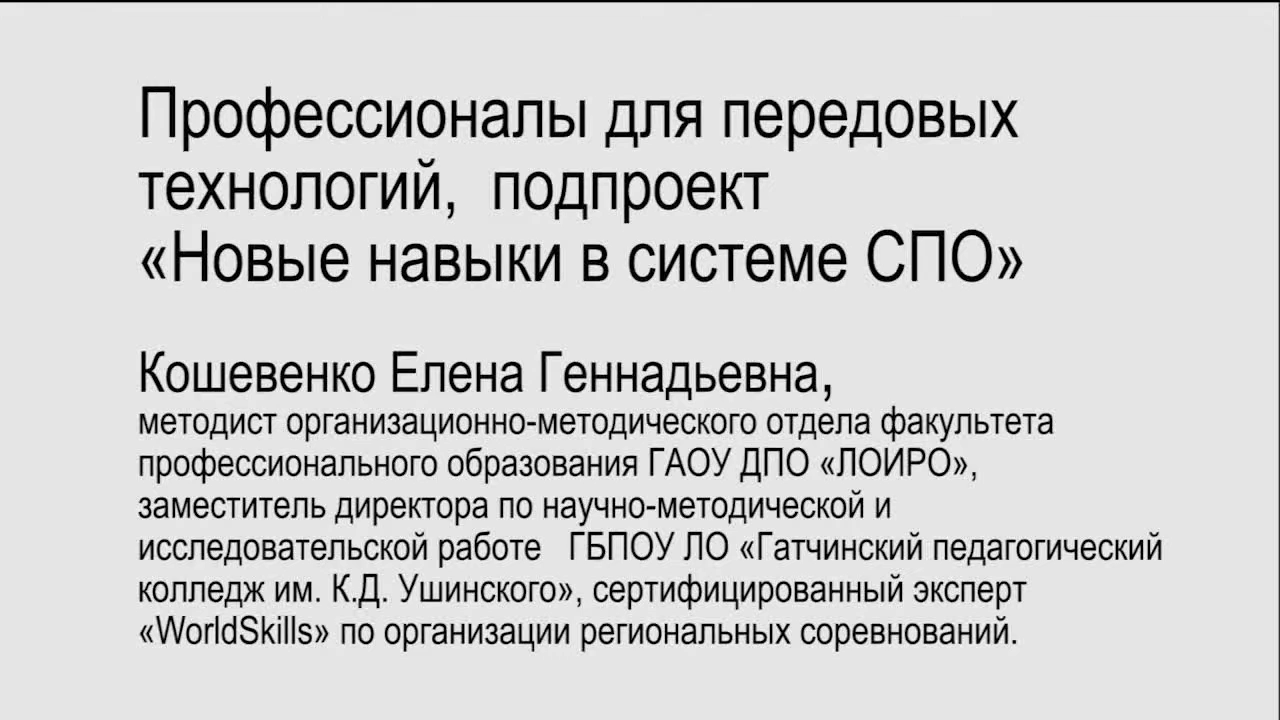 Профессионалы для передовых
технологий, подпроект
«Новые навыки в системе СПО»
Кошевенко Елена Геннадьевна,
методист организационно-методического отдела факультета
профессионального образования ГАОУ ДПО «ЛОИРО»,
заместитель директора по научно-методической и
исследовательской работе ГБПОУ ЛО «Гатчинский педагогический
колледж им. К.Д. Ушинского», сертифицированный эксперт
«WorldSkills» по организации региональных соревнований.